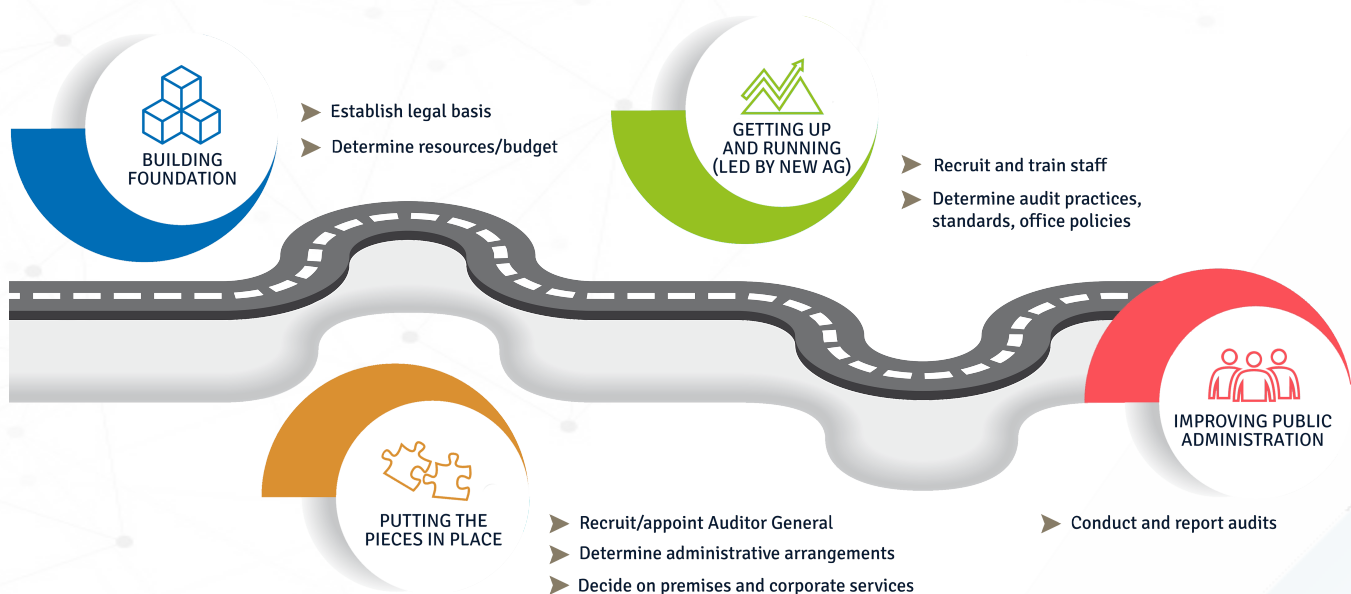 BUILDING
FOUNDATION
Establish legal basis
Determine resources/budget
PUTTING THE
PIECES IN PLACE
Recruit/appoint Auditor General
Determine administrative arrangements
Decide on premises and corporate services
GETTING UP
AND RUNNING
(LED BY NEW AG)
Recruit and train staff
Determine audit practices,
standards, office policies
IMPROVING PUBLIC
ADMINISTRATION
Conduct and report audits